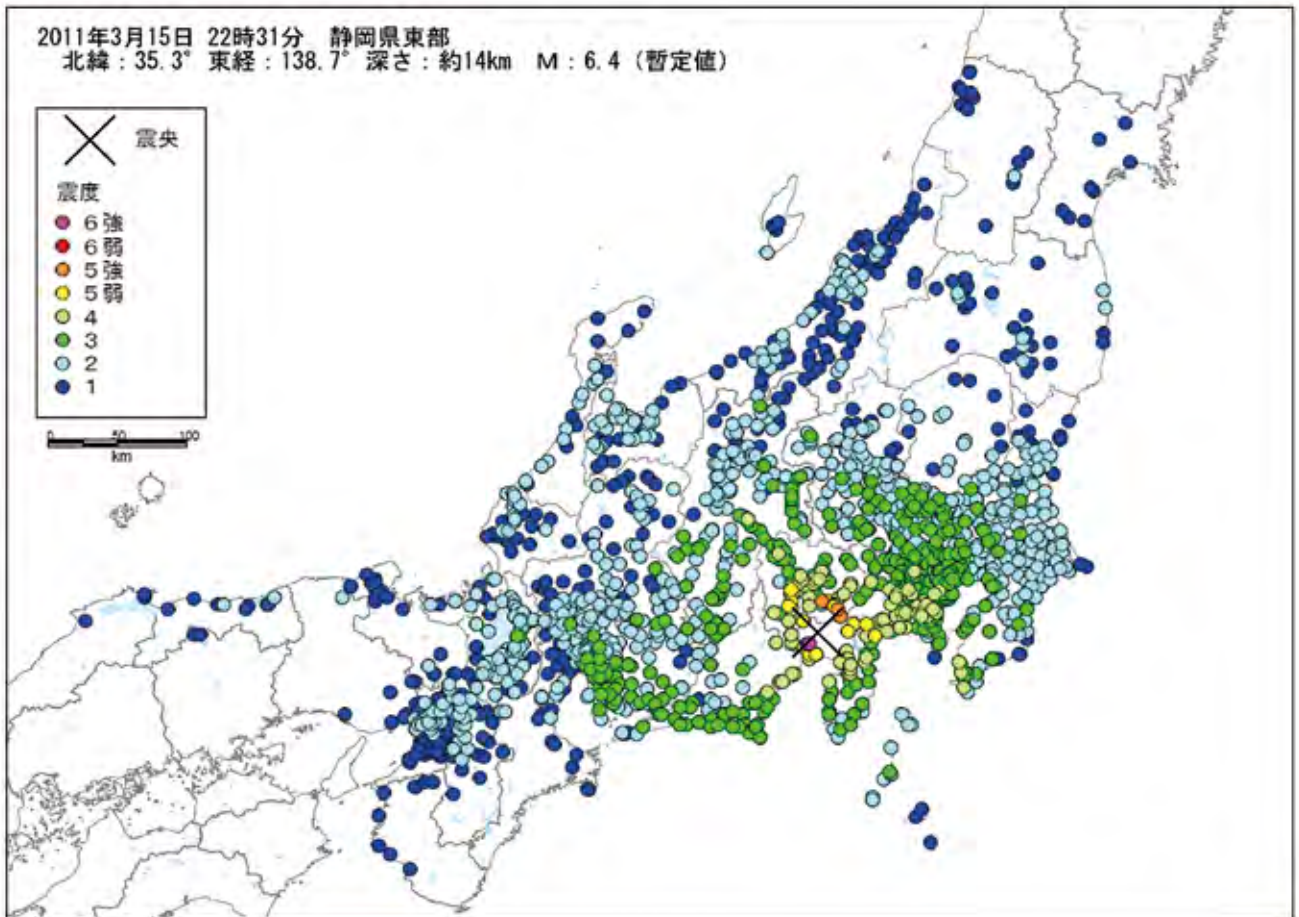 2011年3月15日 22時31分 静岡県東部
北緯：35.3° 東経：138.7° 深さ：約14km M：6.4（暫定値）
震央
震度
6強
6弱
5強
5弱
4
3
2
1
0 50 100
km